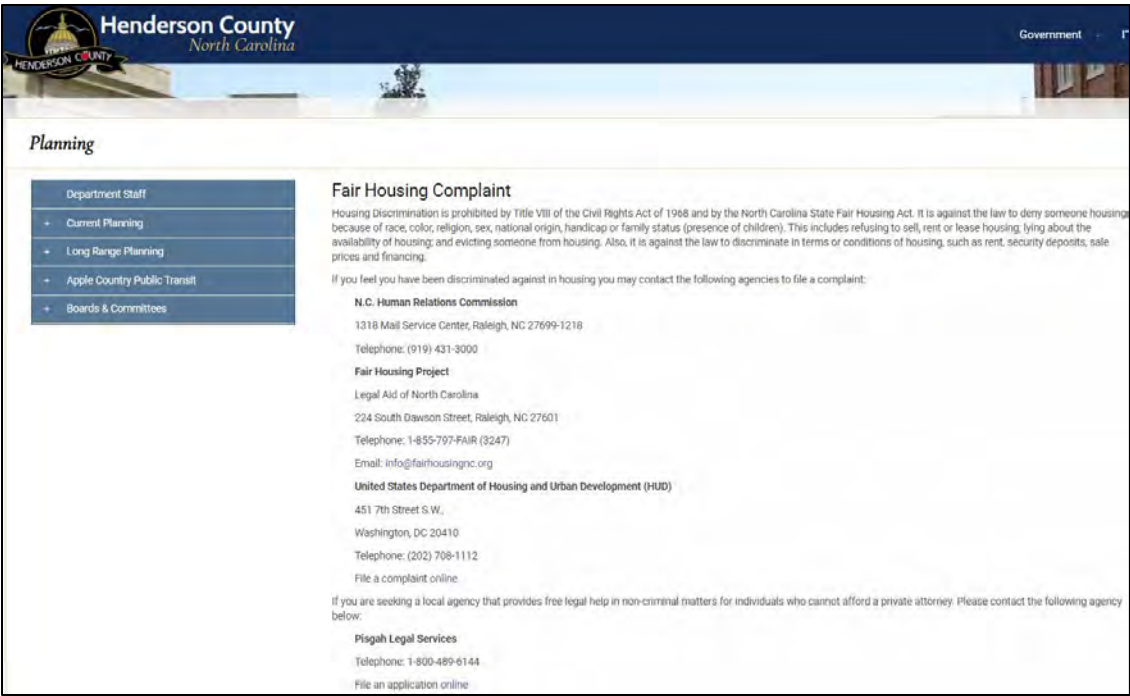 Henderson County
North Carolina
HENDERSON COUNTY
Government
Planning
Department Staff
+ Current Planning
+ Long Range Planning
+ Apple Country Public Transit
+ Boards & Committees
Fair Housing Complaint
Housing Discrimination is prohibited by Title VIII of the Civil Rights Act of 1968 and by the North Carolina State Fair Housing Act. It is against the law to deny someone housing
because of race, color, religion, sex, national origin, handicap or family status (presence of children). This includes refusing to sell, rent or lease housing; lying about the
availability of housing; and evicting someone from housing. Also, it is against the law to discriminate in terms or conditions of housing, such as rent, security deposits, sale
prices and financing.
If you feel you have been discriminated against in housing you may contact the following agencies to file a complaint:
N.C. Human Relations Commission
1318 Mail Service Center, Raleigh, NC 27699-1218
Telephone: (919) 431-3000
Fair Housing Project
Legal Aid of North Carolina
224 South Dawson Street, Raleigh, NC 27601
Telephone: 1-855-797-FAIR (3247)
Email: info@fairhousingnc.org
United States Department of Housing and Urban Development (HUD)
451 7th Street S.W.,
Washington, DC 20410
Telephone: (202) 708-1112
File a complaint online
If you are seeking a local agency that provides free legal help in non-criminal matters for individuals who cannot afford a private attorney. Please contact the following agency
below:
Pisgah Legal Services
Telephone: 1-800-489-6144
File an application online